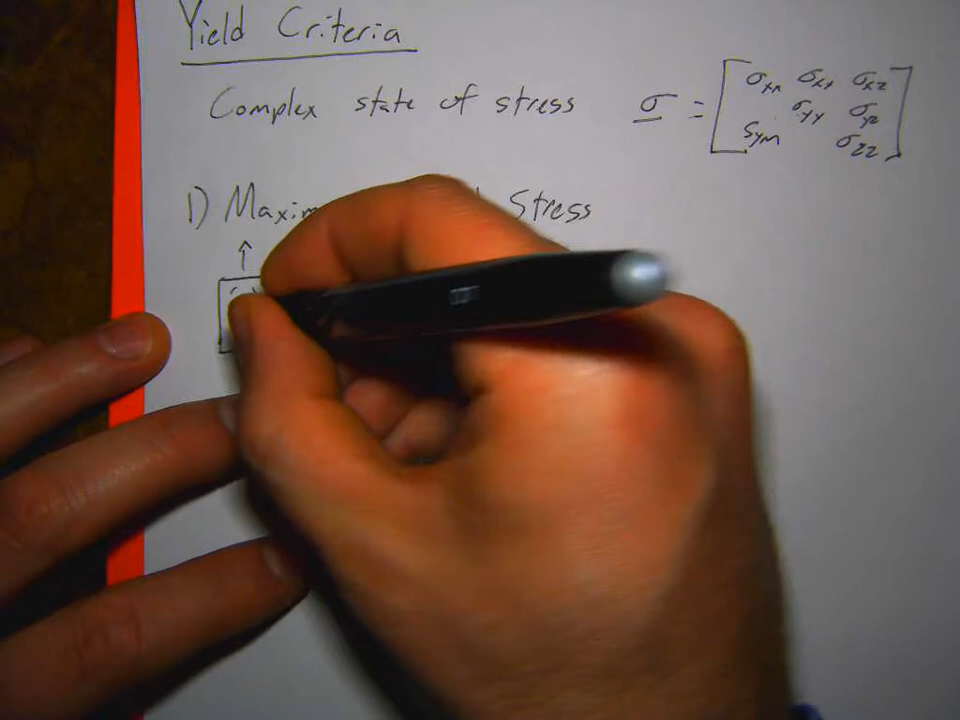 Yield Criteria
Complex state of stress σ = [ σxx σxy σxz
σyy σyz
Sym σzz ]
1) Maxim Stress